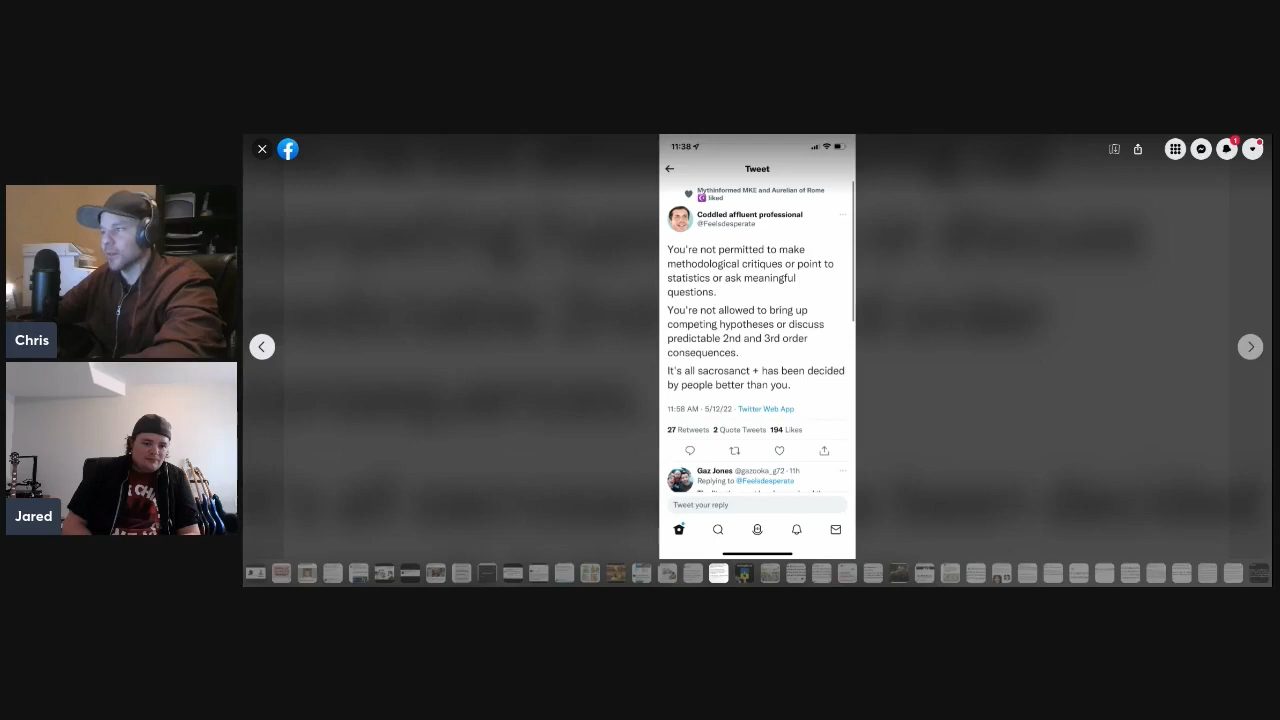 Chris
Jared
11:38
Tweet
Mythinformed MKE and Aurelian of Rome
liked
Coddled affluent professional
@Feelsdesperate
You're not permitted to make
methodological critiques or point to
statistics or ask meaningful
questions.
You're not allowed to bring up
competing hypotheses or discuss
predictable 2nd and 3rd order
consequences.
It's all sacrosanct + has been decided
by people better than you.
11:58 AM · 5/12/22 · Twitter Web App
27 Retweets 2 Quote Tweets 194 Likes
Gaz Jones @gazooka_g72 · 11h
Replying to @Feelsdesperate
Tweet your reply
1